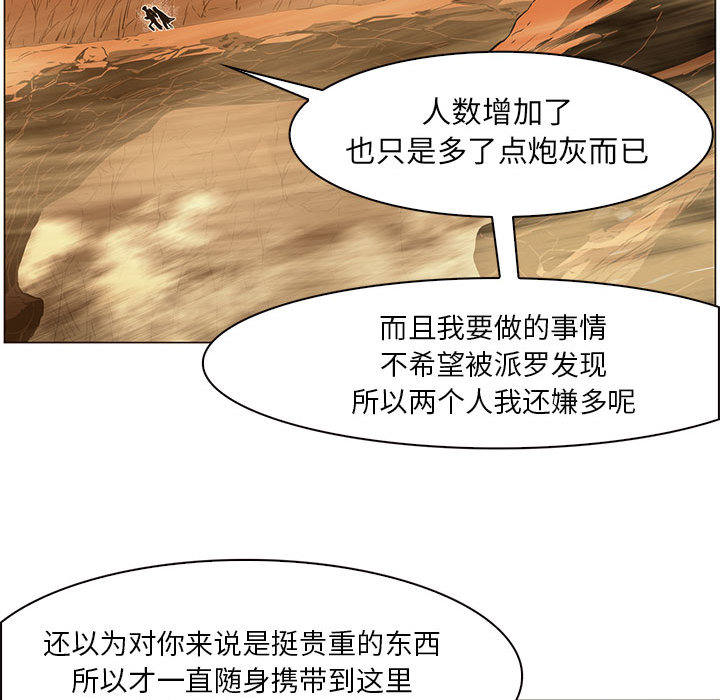 人数增加了
也只是多了点炮灰而已
而且我要做的事情
不希望被派罗发现
所以两个人我还嫌多呢
还以为对你来说是挺贵重的东西
所以才一直随身携带到这里